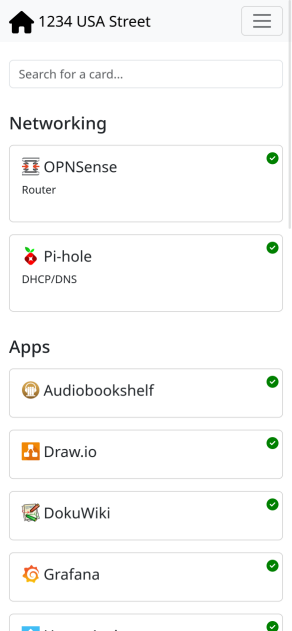 1234 USA Street
Search for a card...
Networking
OPNSense
Router
Pi-hole
DHCP/DNS
Apps
Audiobookshelf
Draw.io
DokuWiki
Grafana